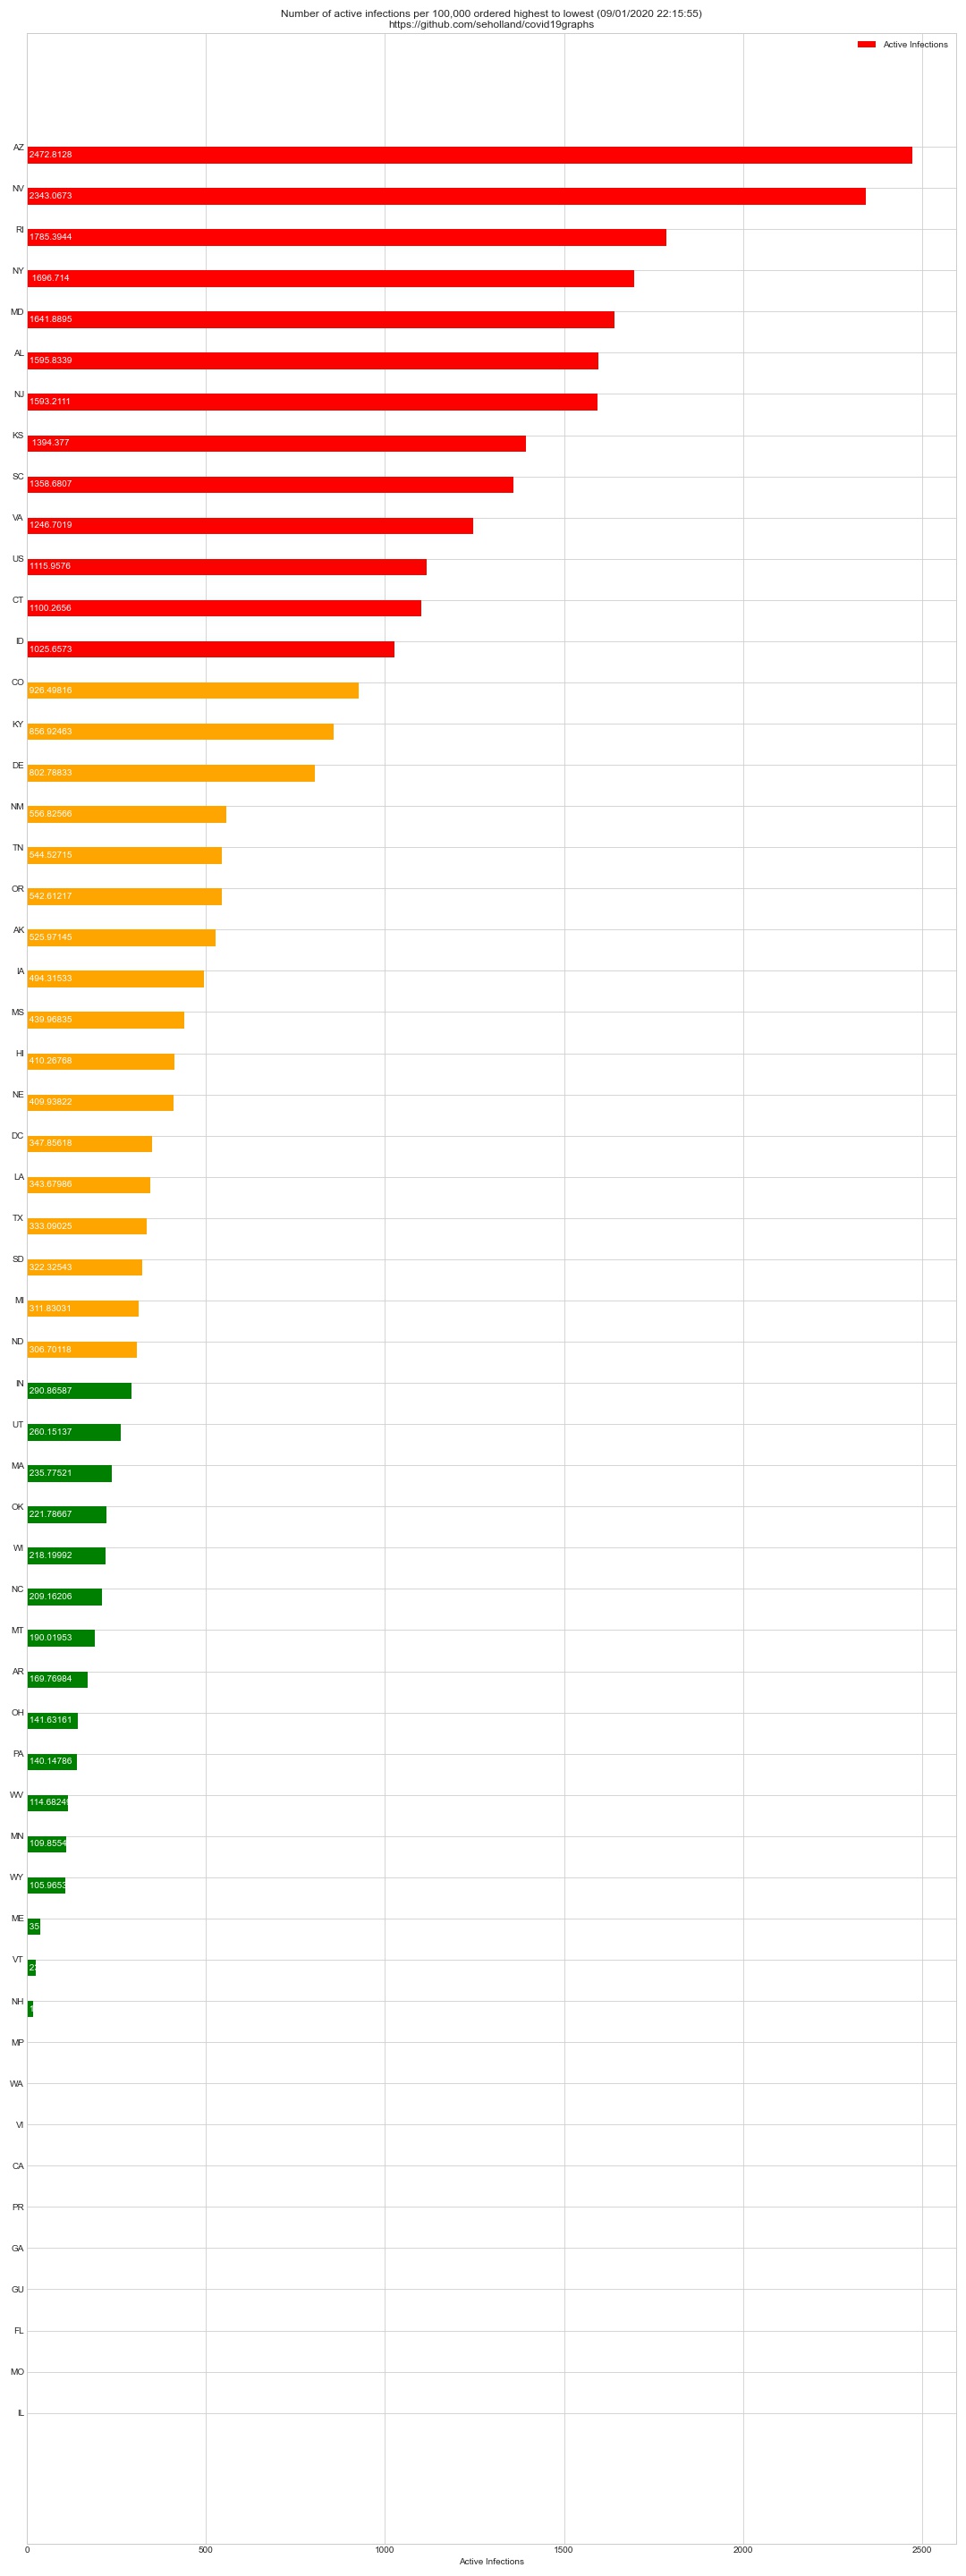 Number of active infections per 100,000 ordered highest to lowest (09/01/2020 22:15:55)
https://github.com/seholland/covid19graphs
Active Infections
AZ 2472.8128
NV 2343.0673
RI 1785.3944
NY 1696.714
MD 1641.8895
AL 1595.8339
NJ 1593.2111
KS 1394.377
SC 1358.6807
VA 1246.7019
US 1115.9576
CT 1100.2656
ID 1025.6573
CO 926.49816
KY 856.92463
DE 802.78833
NM 556.82566
TN 544.52715
OR 542.61217
AK 525.97145
IA 494.31533
MS 439.96835
HI 410.26768
NE 409.93822
DC 347.85618
LA 343.67986
TX 333.09025
SD 322.32543
MI 311.83031
ND 306.70118
IN 290.86587
UT 260.15137
MA 235.77521
OK 221.78667
WI 218.19992
NC 209.16206
MT 190.01953
AR 169.76984
OH 141.63161
PA 140.14786
WV 114.6824
MN 109.8554
WY 105.9653
ME 35
VT
NH
MP
WA
VI
CA
PR
GA
GU
FL
MO
IL
0 500 1000 1500 2000 2500
Active Infections